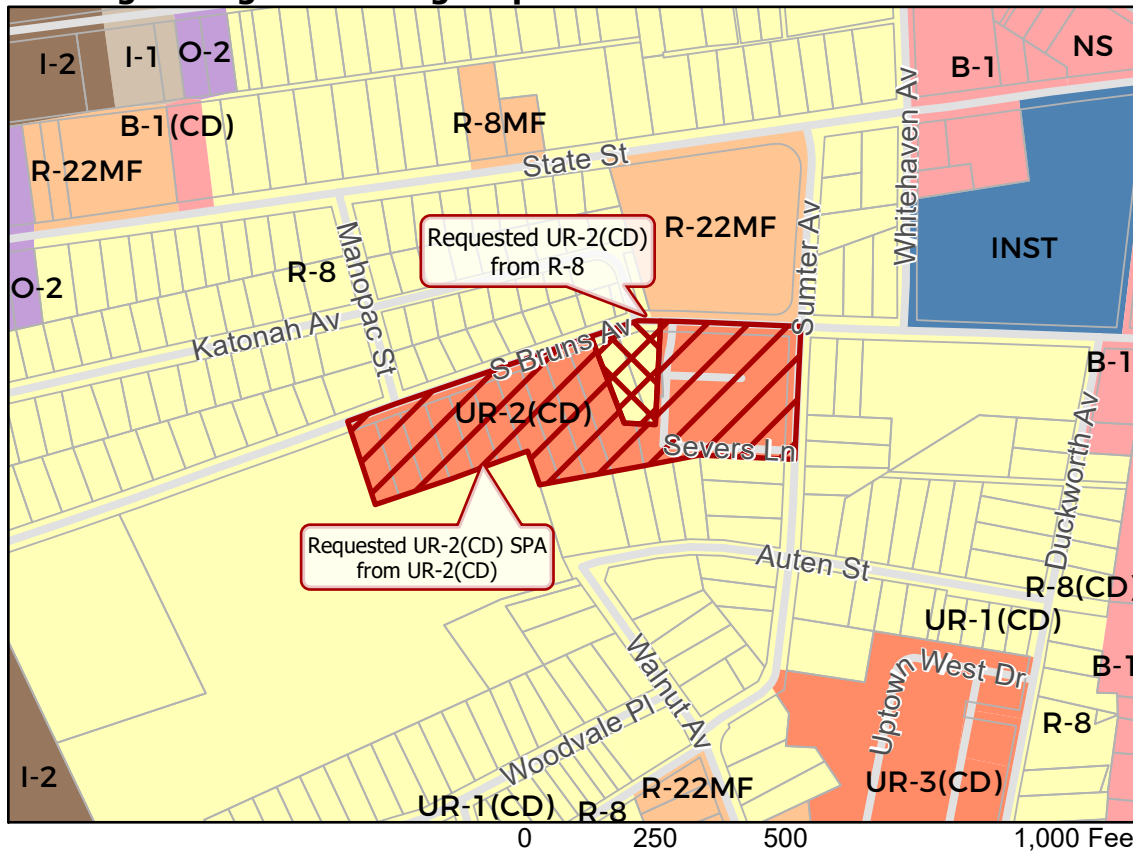 I-2
I-1
O-2
B-1(CD)
R-22MF
R-8MF
State St
Whitehaven Av
B-1
NS
Requested UR-2(CD)
from R-8
R-22MF
Sumter Av
INST
O-2
R-8
Mahopac St
Katonah Av
S Bruns Av
UR-2(CD)
Severs Ln
B-1
Duckworth Av
Requested UR-2(CD) SPA
from UR-2(CD)
Auten St
R-8(CD)
UR-1(CD)
Walnut Av
Uptown West Dr
B-1
R-8
Woodvale Pl
I-2
UR-1(CD)
R-8
R-22MF
UR-3(CD)
0
250
500
1,000 Fee